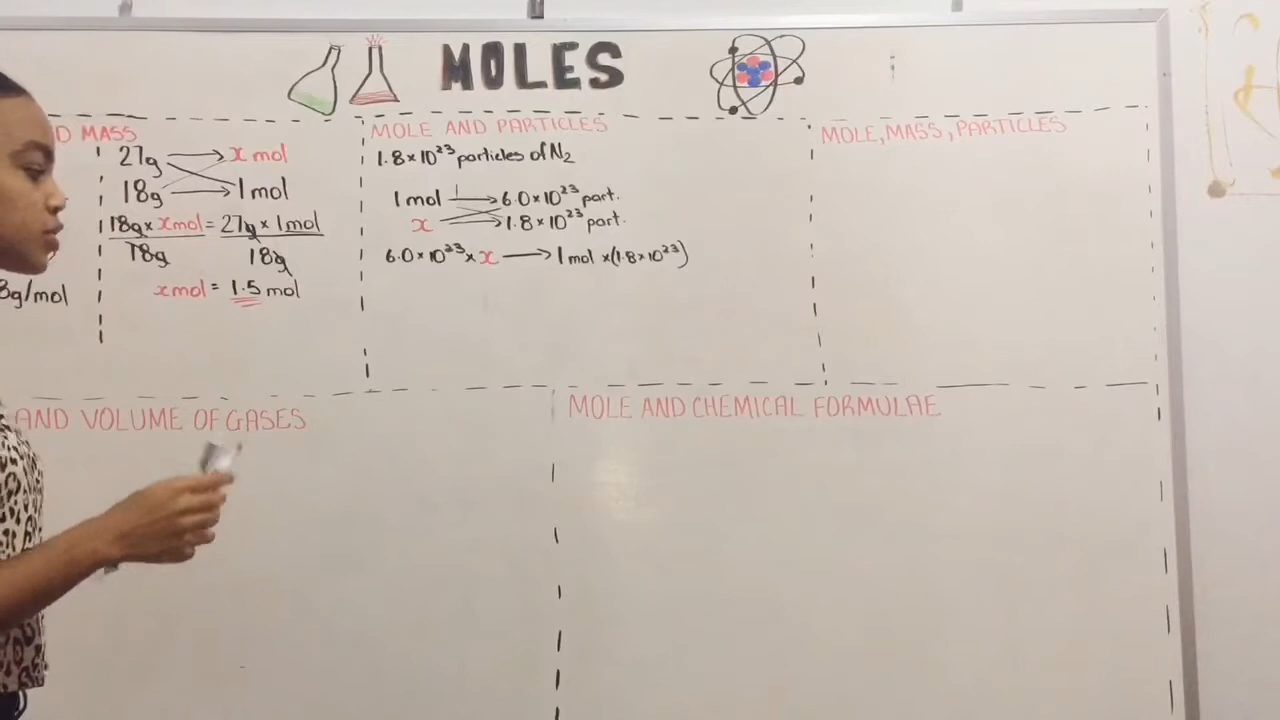 MOLES
D MASS
27g → x mol
18g → 1 mol
18g × x mol = 27g × 1 mol
18g 18g
x mol = 1.5 mol
8g/mol
MOLE AND PARTICLES
1.8 × 10²³ particles of N₂
1 mol → 6.0 × 10²³ part.
x → 1.8 × 10²³ part.
6.0 × 10²³ × x → 1 mol × (1.8 × 10²³)
MOLE, MASS, PARTICLES
AND VOLUME OF GASES
MOLE AND CHEMICAL FORMULAE